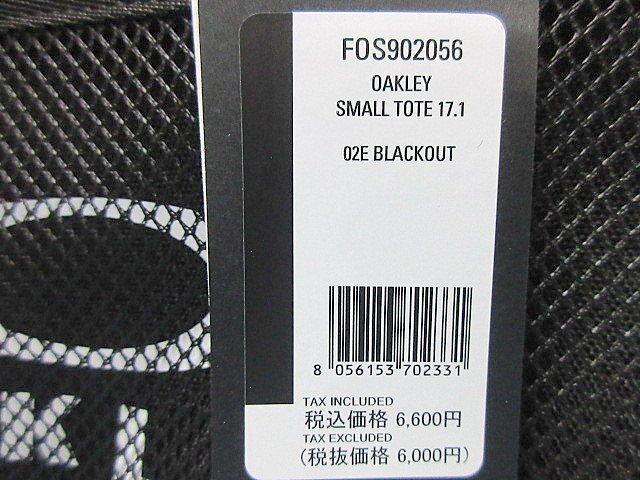 FOS902056
OAKLEY
SMALL TOTE 17.1
02E BLACKOUT
8 056153 702331
TAX INCLUDED
税込価格 6,600円
TAX EXCLUDED
(税抜価格 6,000円)